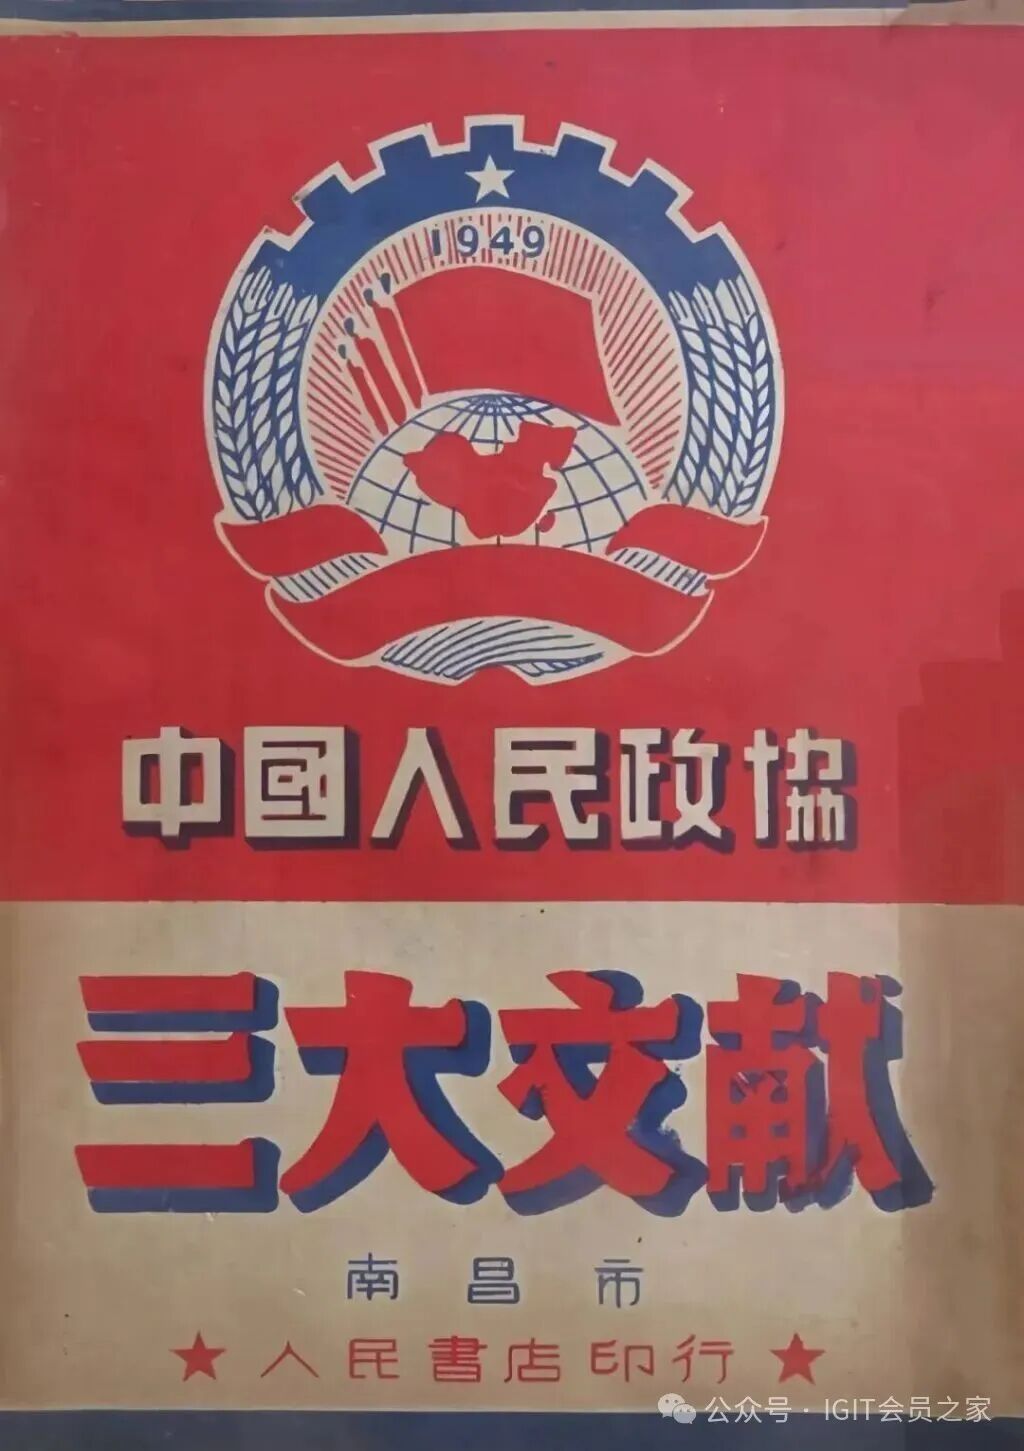 1949
中國人民政協
三大文献
南昌市
★人民書店印行★
公众号·IGIT会员之家